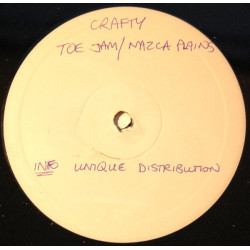 CRAFTY
TOE JAM/NAZCA PLAINS
INFO UNIQUE DISTRIBUTION